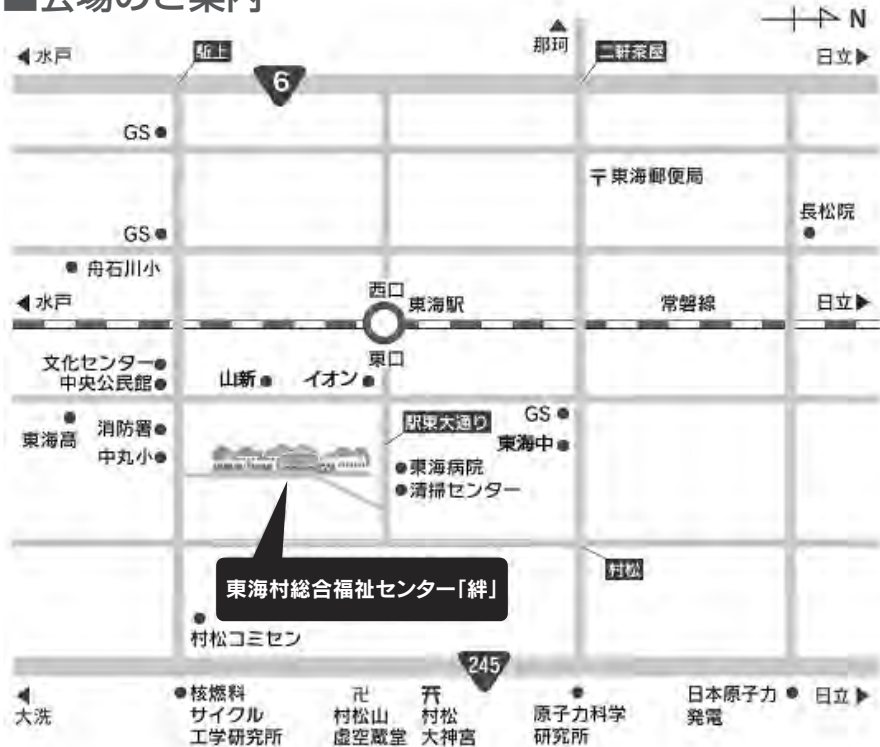 ■会場のご案内
N
◀水戸
駈上
6
▲
那珂
二軒茶屋
日立▶
GS
〒東海郵便局
長松院
GS
舟石川小
◀水戸
西口
東海駅
常磐線
日立▶
東口
文化センター
中央公民館
山新
イオン
東海高
消防署
中丸小
駅東大通り
GS
東海中
東海病院
清掃センター
東海村総合福祉センター「絆」
村松
村松コミセン
245
◀
大洗
核燃料
サイクル
工学研究所
卍
村松山
虚空蔵堂
村松
大神宮
原子力科学
研究所
日本原子力
発電
日立▶